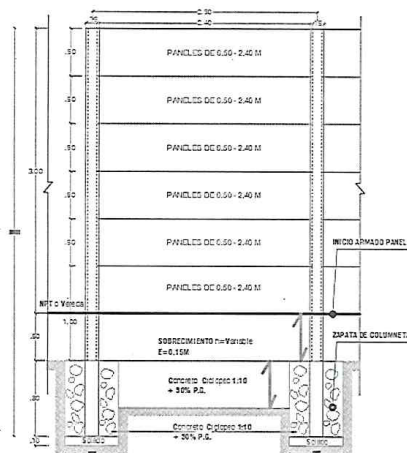 2.40
.50
PANELES DE 0.50 - 2.40 M
.50
PANELES DE 0.50 - 2.40 M
.50
PANELES DE 0.50 - 2.40 M
3.00
.50
PANELES DE 0.50 - 2.40 M
.50
PANELES DE 0.50 - 2.40 M
INICIO ARMADO PANEL
.50
PANELES DE 0.50 - 2.40 M
NPT o Vereda
1.00
SOBRECIMIENTO h=Variable
E=0.15M
ZAPATA DE COLUMNETA
Concreto Ciclopeo 1:10
+ 30% P.G.
Concreto Ciclopeo 1:10
+ 30% P.G.
.10
Solado